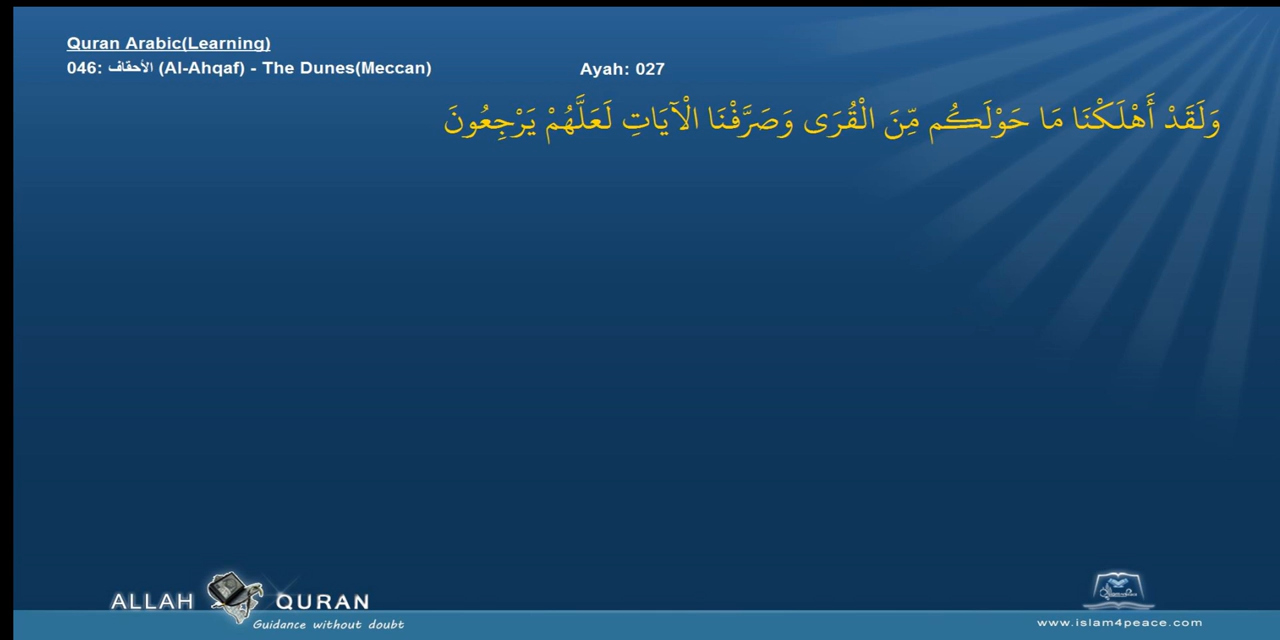 Quran Arabic(Learning)
046: الأحقاف (Al-Ahqaf) - The Dunes(Meccan) Ayah: 027
وَلَقَدْ أَهْلَكْنَا مَا حَوْلَكُم مِّنَ الْقُرَى وَصَرَّفْنَا الْآيَاتِ لَعَلَّهُمْ يَرْجِعُونَ
ALLAH QURAN
Guidance without doubt
www.islam4peace.com